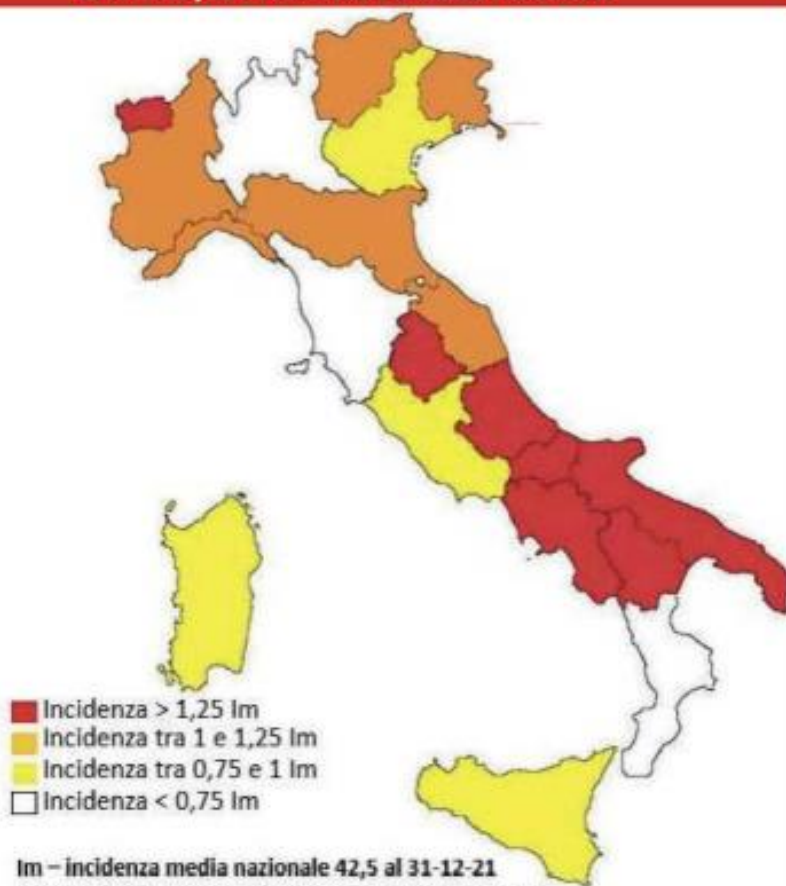 Incidenza > 1,25 Im
Incidenza tra 1 e 1,25 Im
Incidenza tra 0,75 e 1 Im
Incidenza < 0,75 Im
Im – incidenza media nazionale 42,5 al 31-12-21